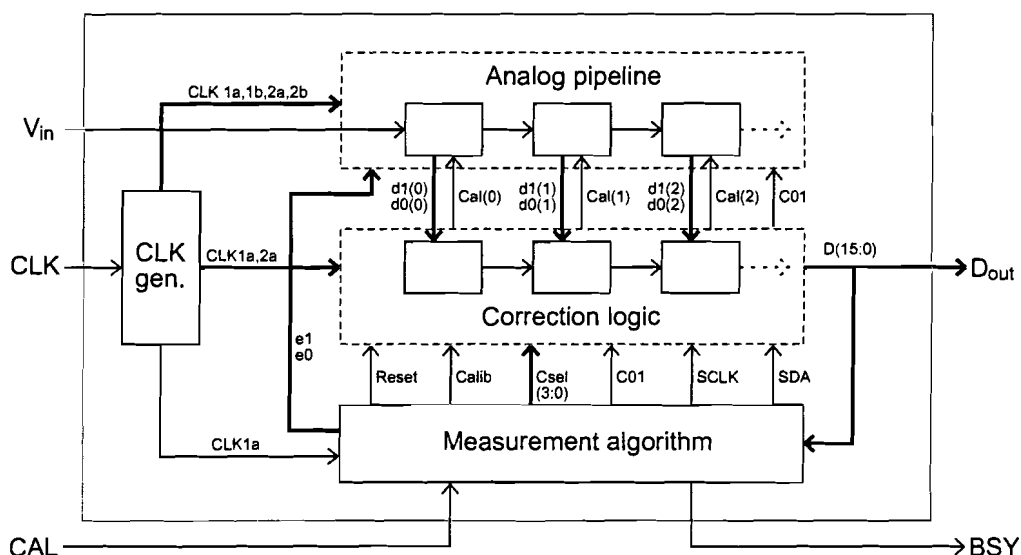 Analog pipeline
CLK 1a,1b,2a,2b
Vin
d1(0)
d0(0)
Cal(0)
d1(1)
d0(1)
Cal(1)
d1(2)
d0(2)
Cal(2)
C01
CLK
CLK
gen.
CLK1a,2a
D(15:0)
Dout
Correction logic
e1
e0
Reset
Calib
Csel
(3:0)
C01
SCLK
SDA
CLK1a
Measurement algorithm
CAL
BSY